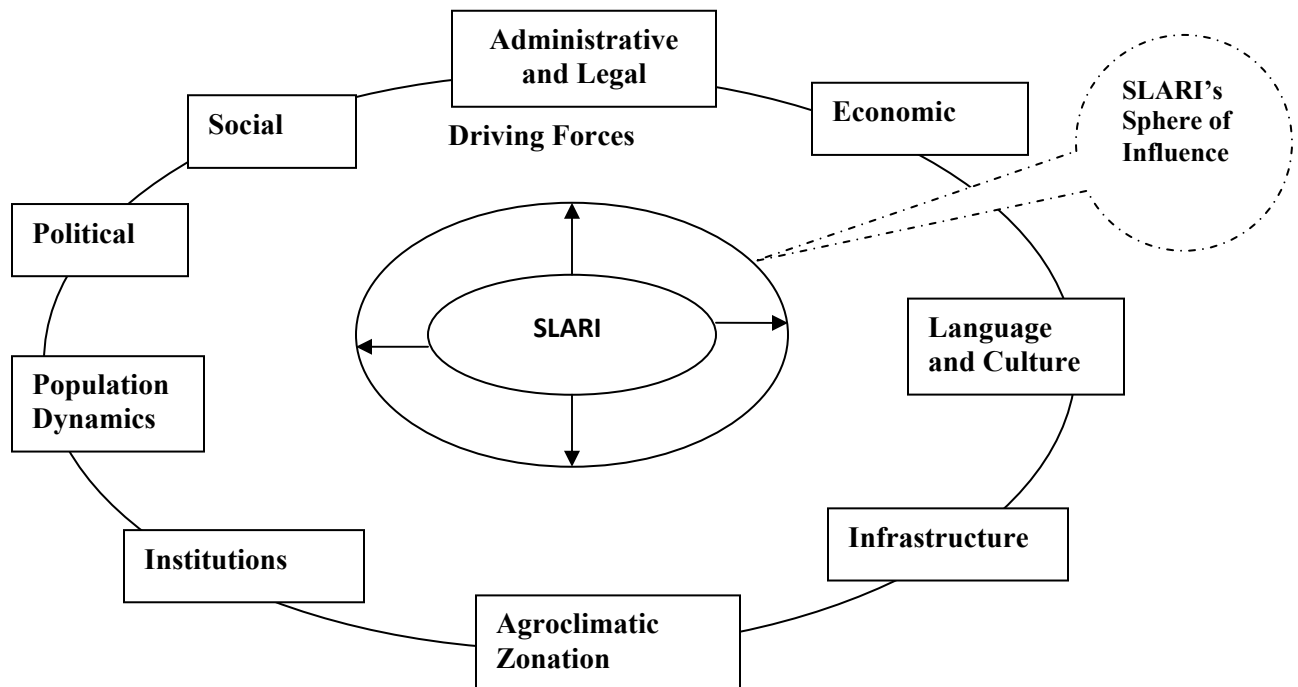 Administrative
and Legal
Social
Driving Forces
Economic
SLARI’s
Sphere of
Influence
Political
SLARI
Language
and Culture
Population
Dynamics
Institutions
Infrastructure
Agroclimatic
Zonation